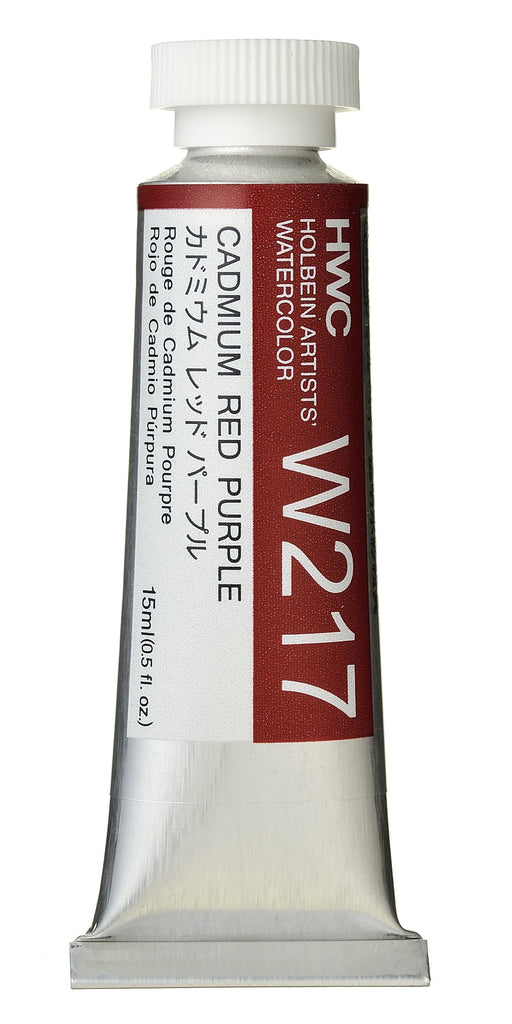 HWC
HOLBEIN ARTISTS'
WATERCOLOR
W217
CADMIUM RED PURPLE
カドミウム レッド パープル
Rouge de Cadmium Pourpre
Rojo de Cadmio Púrpura
15ml(0.5 fl. oz.)